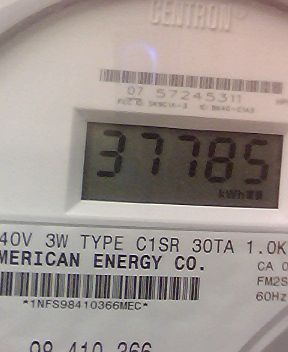 CENTRON®
07 57245311
37785
kWh
40V 3W TYPE C1SR 30TA 1.0K
MERICAN ENERGY CO.
CA 0
FM2S
*1NFS98410366MEC*
60Hz
98 410 366